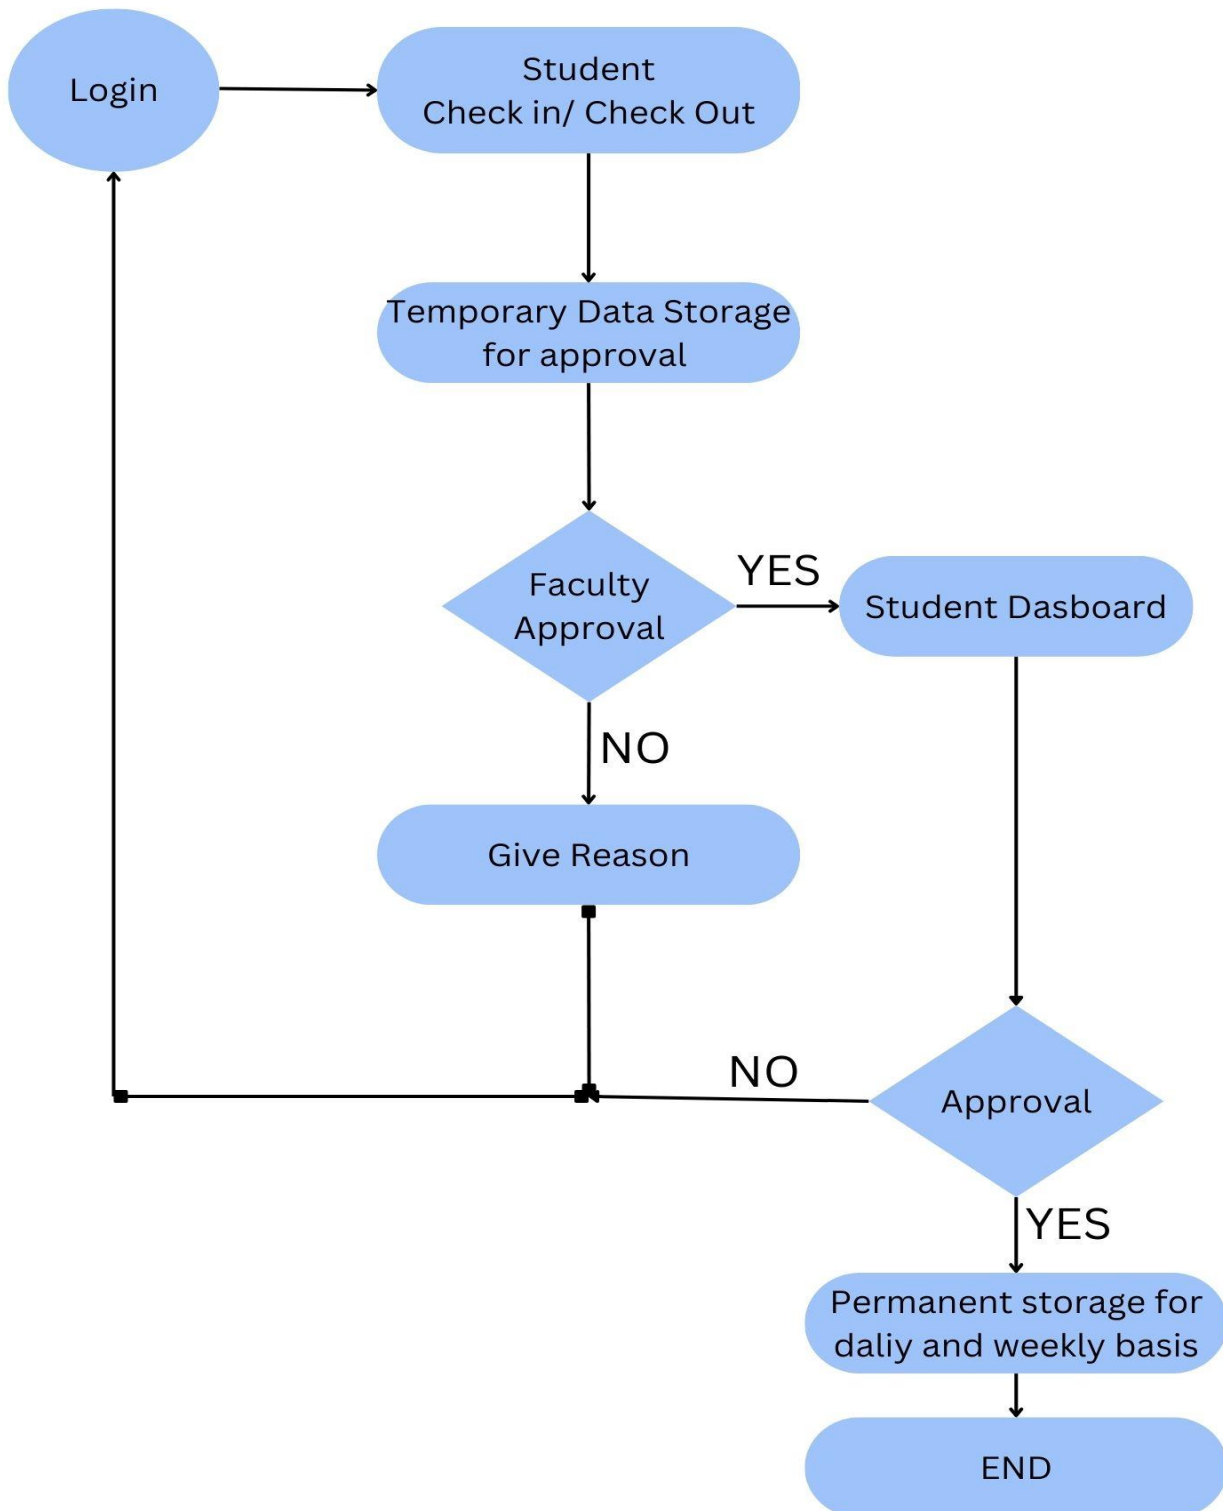 Login
Student
Check in/ Check Out
Temporary Data Storage
for approval
Faculty
Approval
YES
Student Dasboard
NO
Give Reason
NO
Approval
YES
Permanent storage for
daliy and weekly basis
END